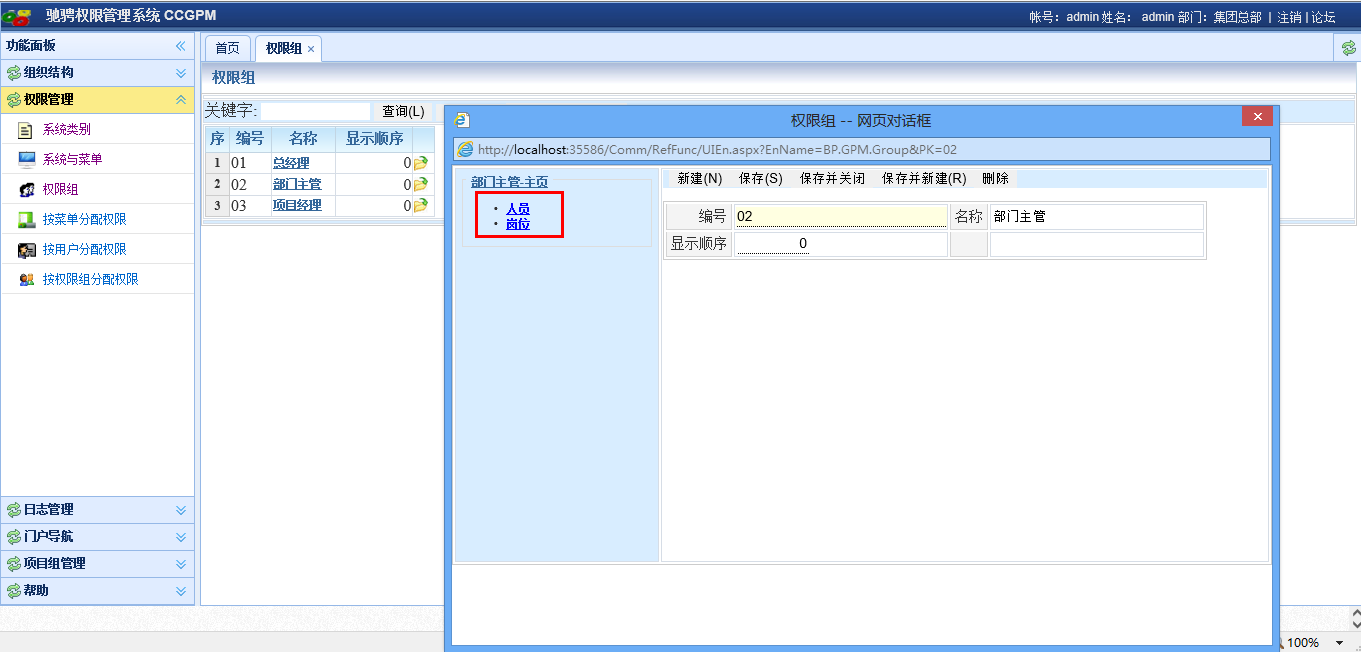 驰骋权限管理系统 CCGPM
帐号: admin 姓名: admin 部门: 集团总部 | 注销 | 论坛
功能面板
组织结构
权限管理
系统类别
系统与菜单
权限组
按菜单分配权限
按用户分配权限
按权限组分配权限
日志管理
门户导航
项目组管理
帮助
首页 权限组 ×
权限组
关键字: 查询(L)
序 编号 名称 显示顺序
1 01 总经理 0
2 02 部门主管 0
3 03 项目经理 0
权限组 -- 网页对话框
http://localhost:35586/Comm/RefFunc/UIEn.aspx?EnName=BP.GPM.Group&PK=02
部门主管-主页
• 人员
• 岗位
新建(N) 保存(S) 保存并关闭 保存并新建(R) 删除
编号 02 名称 部门主管
显示顺序 0
100%